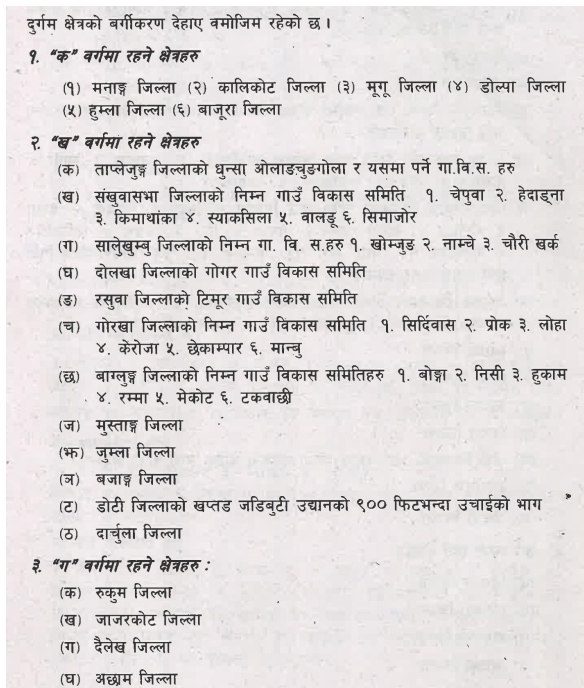 दुर्गम क्षेत्रको बर्गीकरण देहाए वमोजिम रहेको छ ।
१. “क” वर्गमा रहने क्षेत्रहरु
(१) मनाङ्ग जिल्ला (२) कालिकोट जिल्ला (३) मूगू जिल्ला (४) डोल्पा जिल्ला
(५) हुम्ला जिल्ला (६) बाजूरा जिल्ला
२. “ख” वर्गमा रहने क्षेत्रहरु
(क) ताप्लेजुङ्ग जिल्लाको धुन्सा ओलाङचुङगोला र यसमा पर्ने गा.वि.स. हरु
(ख) संखुवासभा जिल्लाको निम्न गाउँ विकास समिति १. चेपुवा २. हेदाङ्ना
३. किमाथांका ४. स्याकसिला ५. वालङू ६. सिमाजोर
(ग) सालेखुम्बु जिल्लाको निम्न गा. वि. स.हरु १. खोम्जुङ २. नाम्चे ३. चौरी खर्क
(घ) दोलखा जिल्लाको गोगर गाउँ विकास समिति
(ङ) रसुवा जिल्लाको टिमूर गाउँ विकास समिति
(च) गोरखा जिल्लाको निम्न गाउँ विकास समिति १. सिर्दिवास २. प्रोक ३. लोहा
४. केरोजा ५. छेकाम्पार ६. मान्बु
(छ) बाग्लुङ्ग जिल्लाको निम्न गाउँ विकास समितिहरु १. बोङ्गा २. निसी ३. हुकाम
४. रम्मा ५. मेकोट ६. टकवाछी
(ज) मुस्ताङ्ग जिल्ला
(झ) जुम्ला जिल्ला
(ञ) बजाङ्ग जिल्ला
(ट) डोटी जिल्लाको खप्तड जडिबुटी उद्यानको ९०० फिटभन्दा उचाईको भाग
(ठ) दार्चुला जिल्ला
३. “ग” वर्गमा रहने क्षेत्रहरु :
(क) रुकुम जिल्ला
(ख) जाजरकोट जिल्ला
(ग) दैलेख जिल्ला
(घ) अछाम जिल्ला